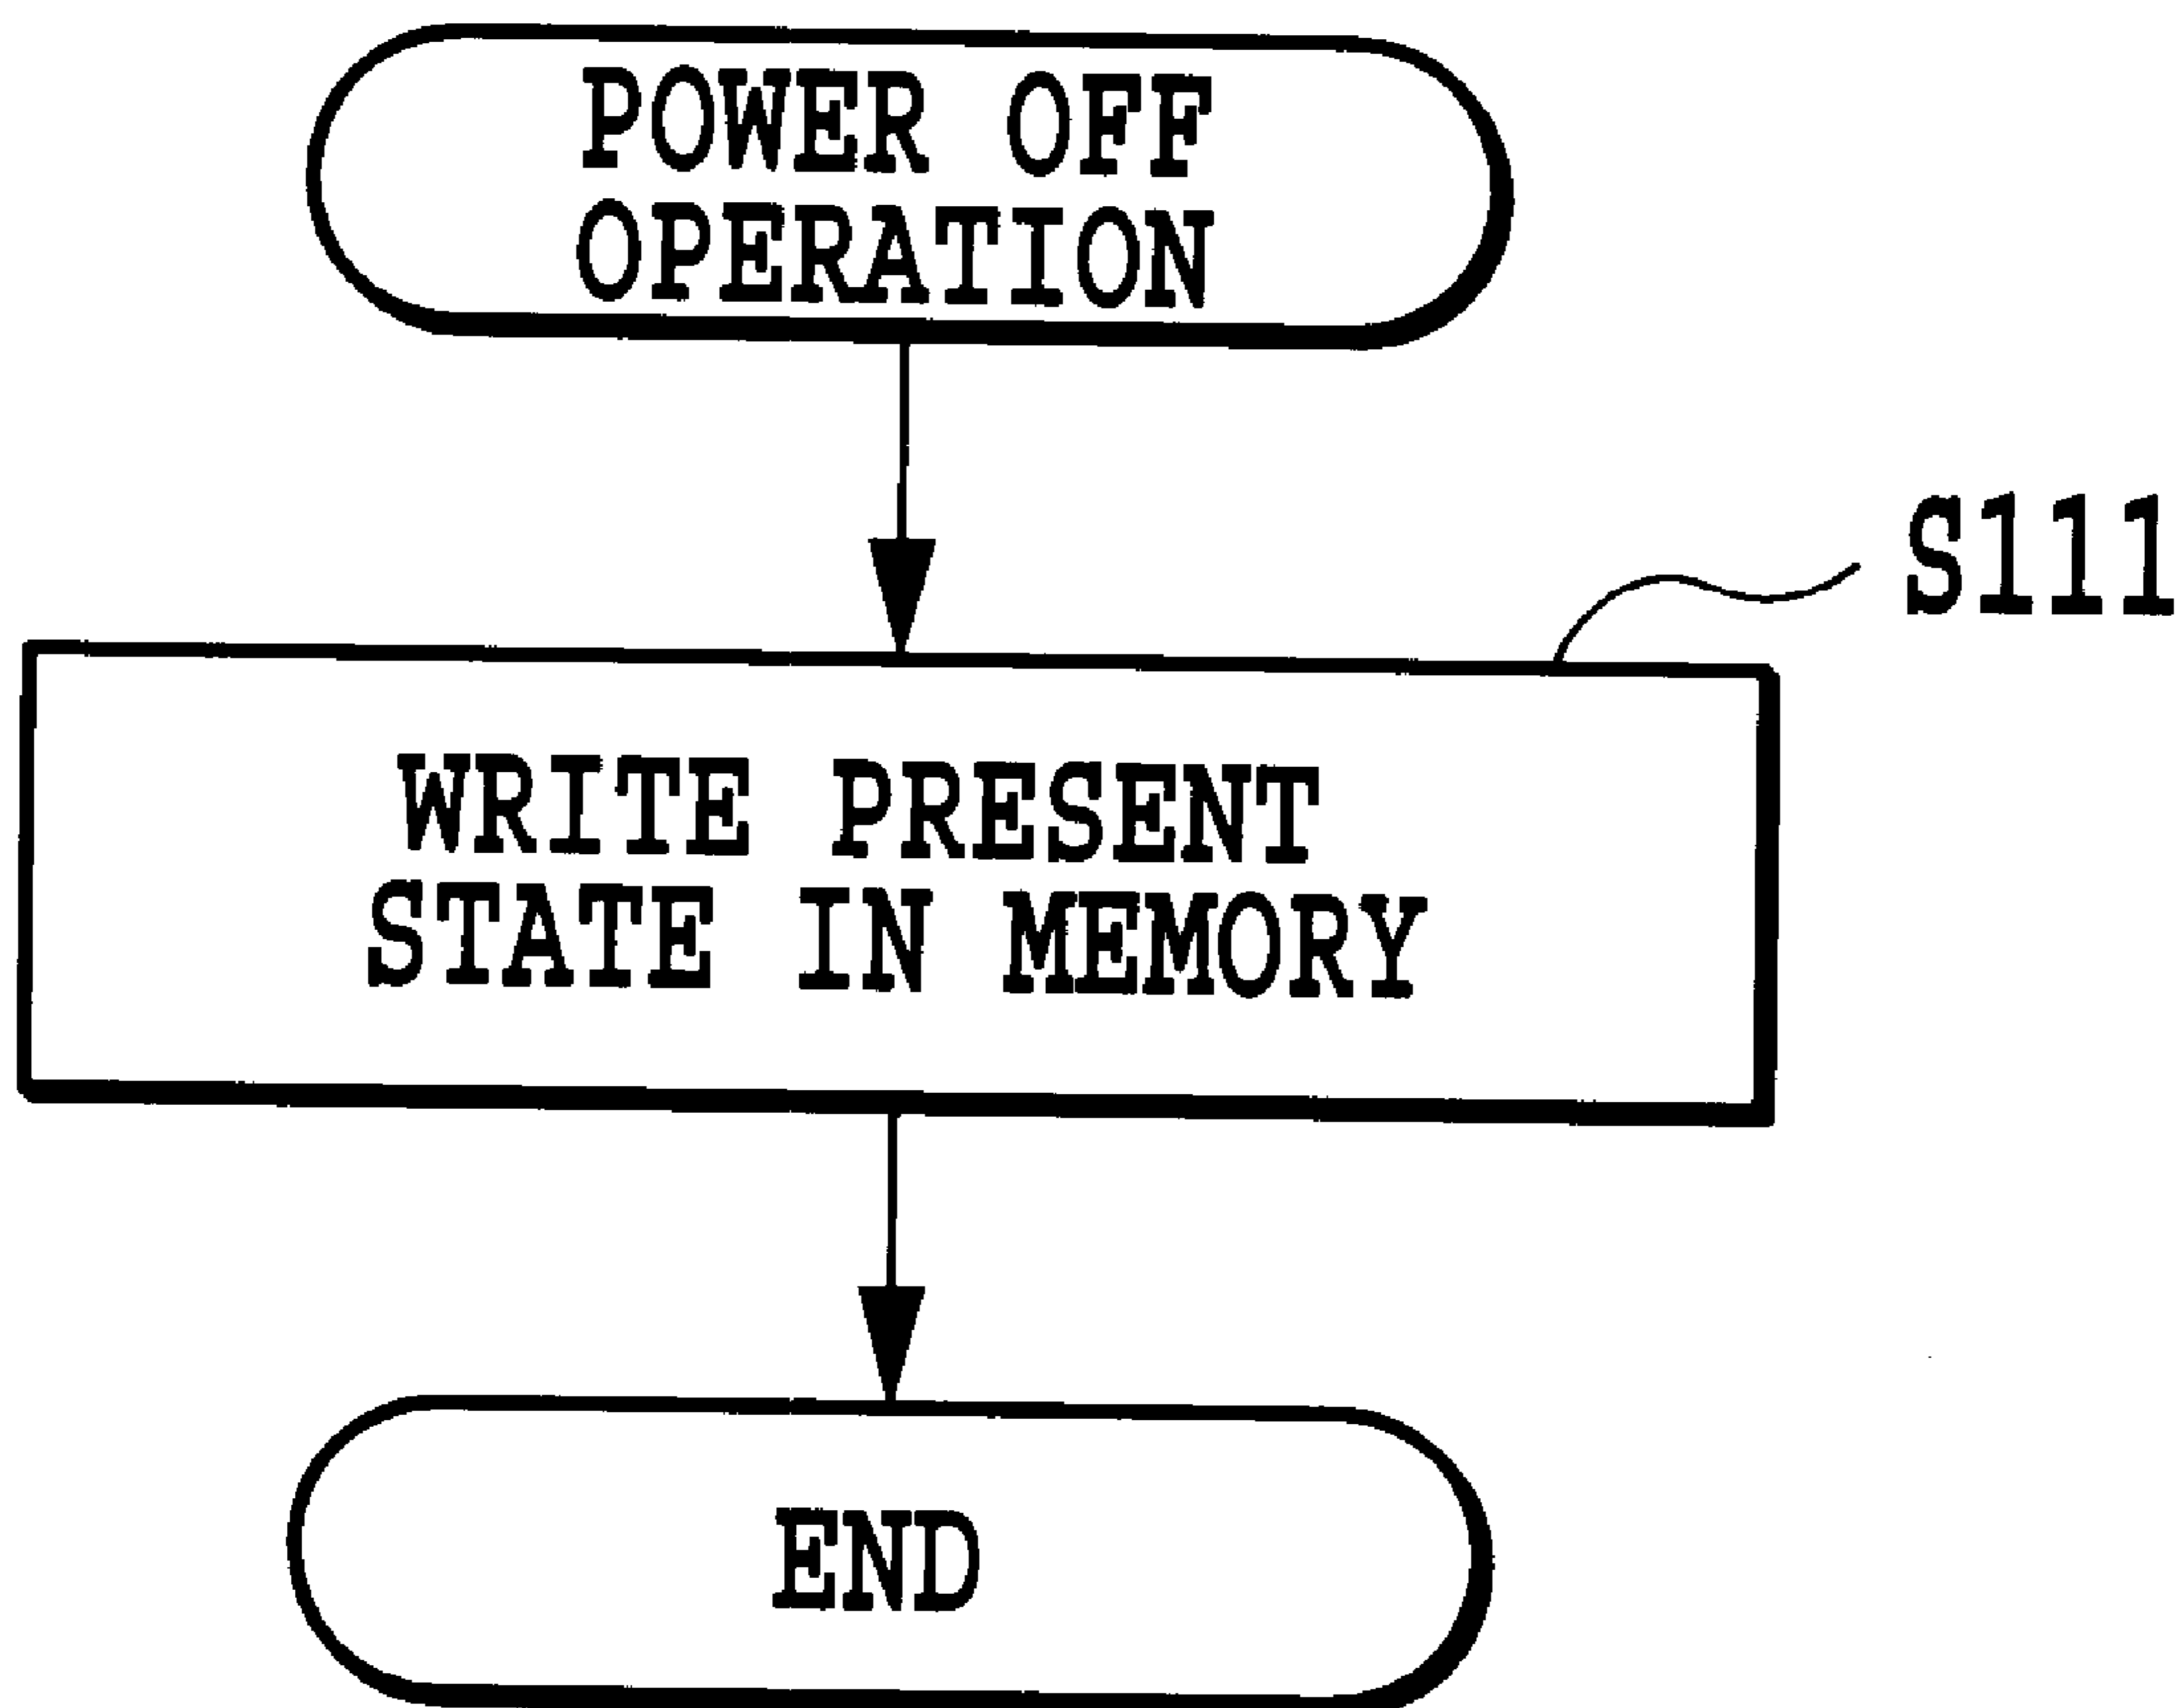 POWER OFF
OPERATION
S111
WRITE PRESENT
STATE IN MEMORY
END